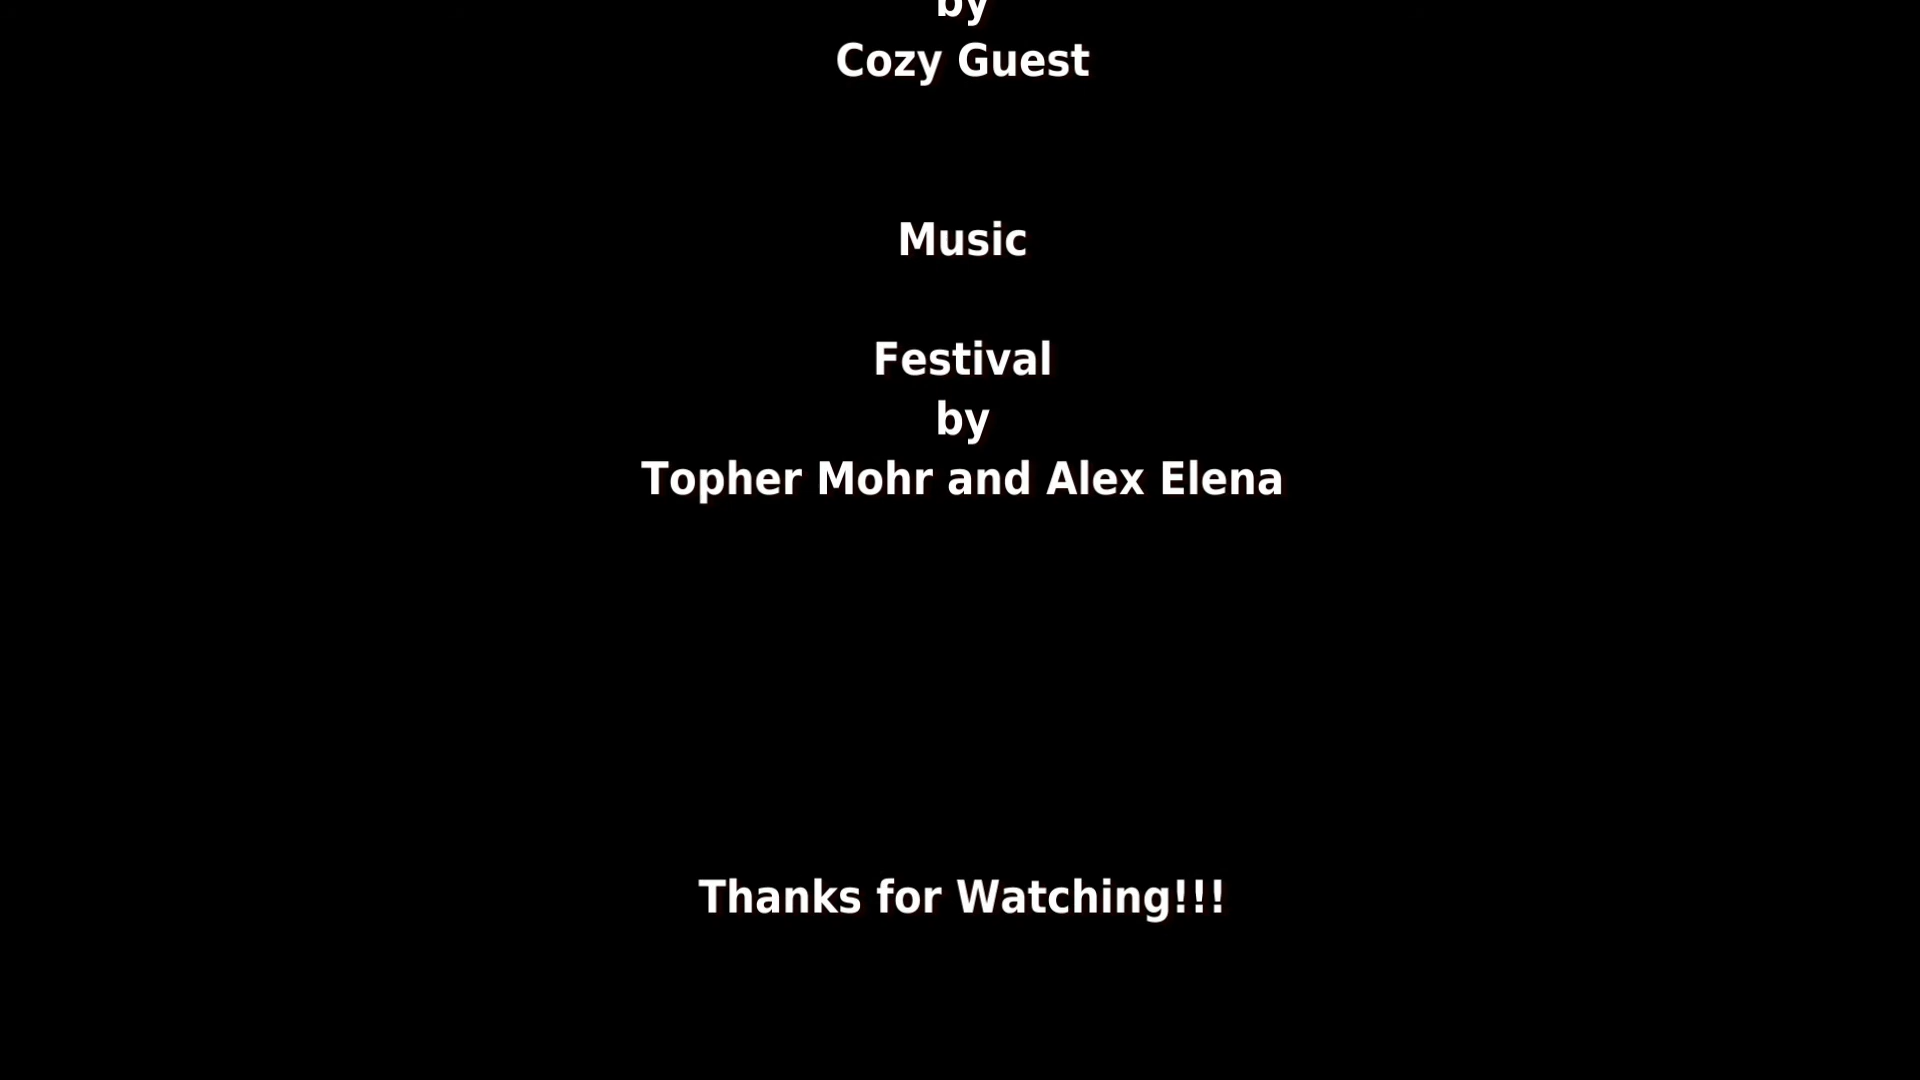 by
Cozy Guest
Music
Festival
by
Topher Mohr and Alex Elena
Thanks for Watching!!!